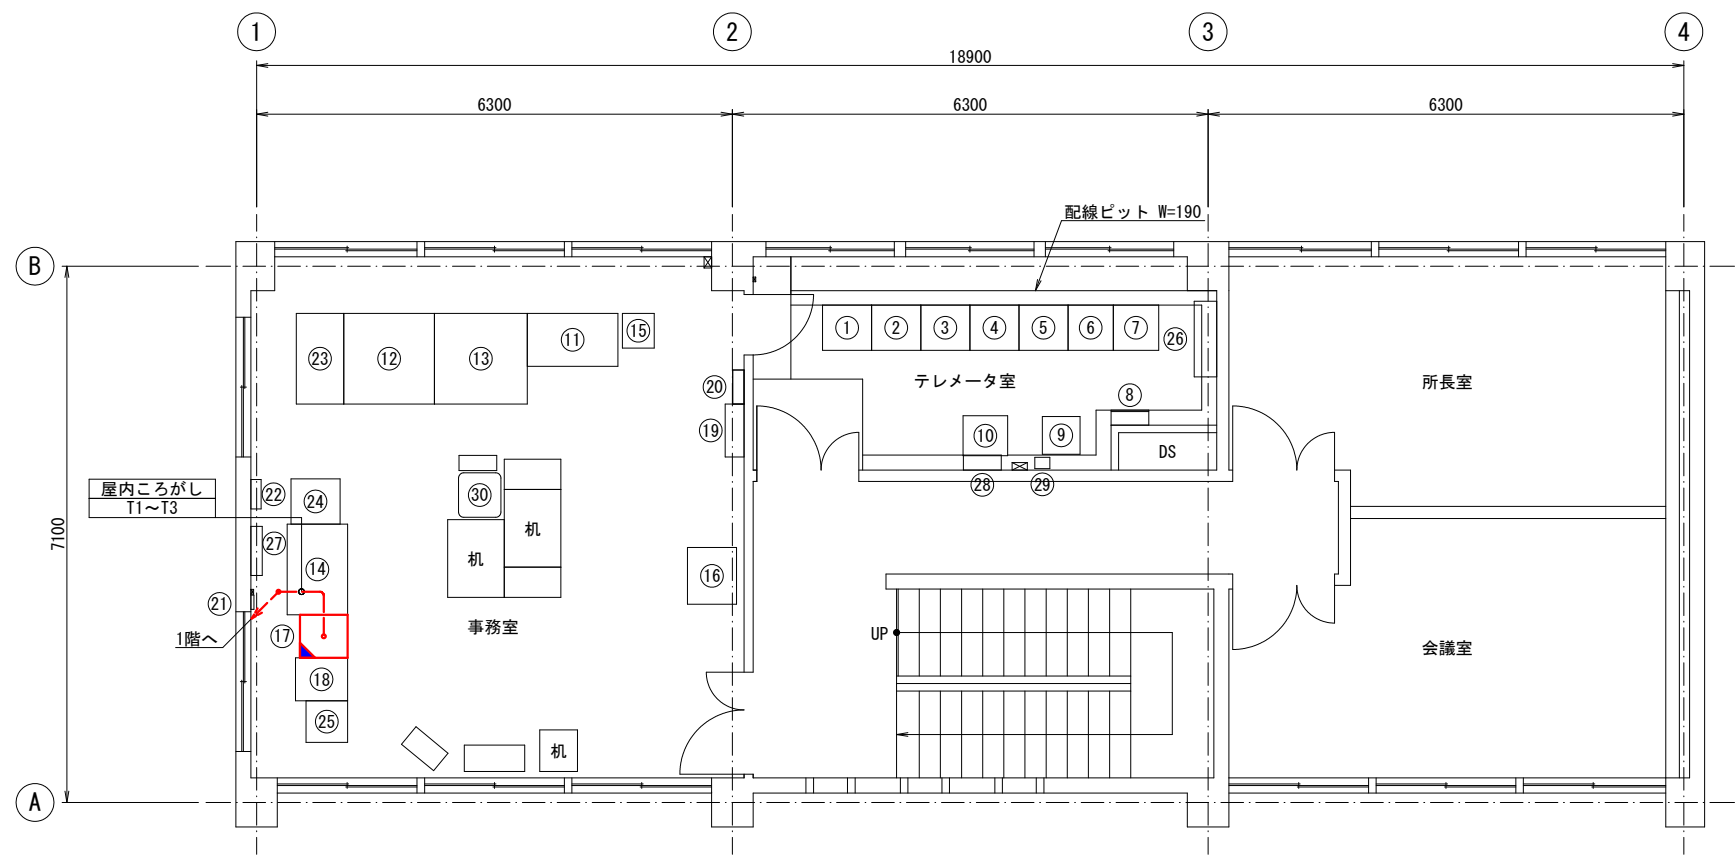 ① ② ③ ④
18900
6300 6300 6300
配線ピット W=190
Ⓑ
① ② ③ ④ ⑤ ⑥ ⑦ ㉖
㉓ ⑫ ⑬ ⑪ ⑮
テレメータ室
所長室
⑳ ⑧
⑲ ⑩ ⑨ DS
㉘ ㉙
屋内ころがし
T1~T3
㉒ ㉔ ㉚
7100
机
㉗ 机
⑭ ⑯
㉑
1階へ ⑰
事務室 UP
会議室
⑱
㉕
机
Ⓐ